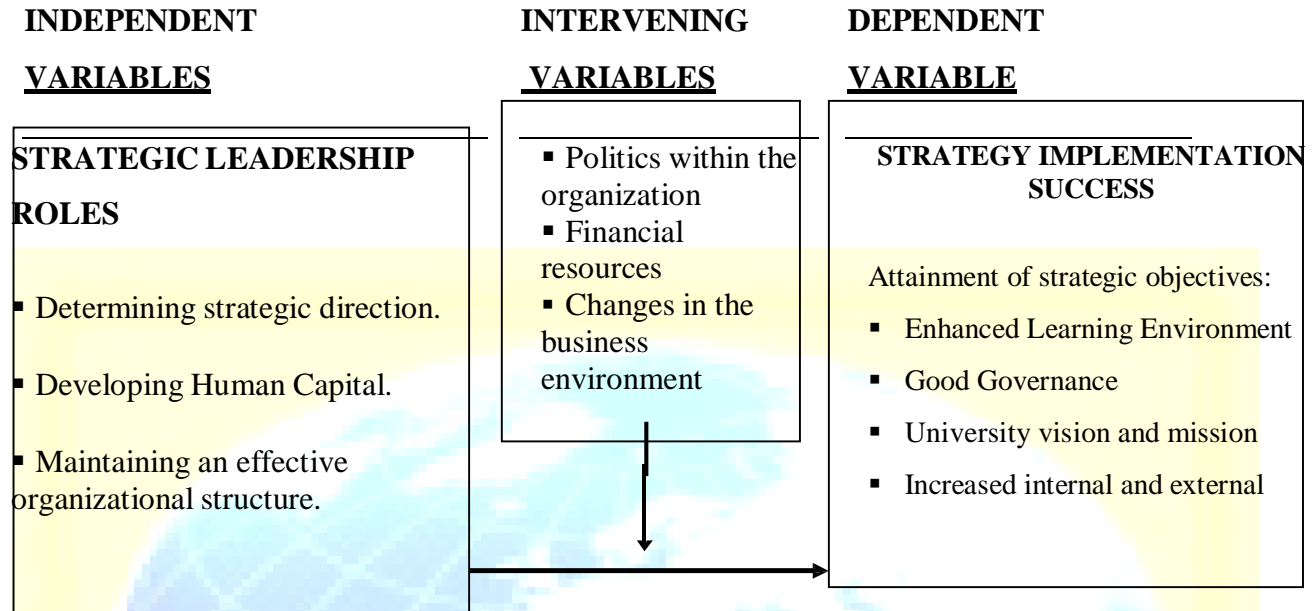 INDEPENDENT
VARIABLES
STRATEGIC LEADERSHIP
ROLES
▪ Determining strategic direction.
▪ Developing Human Capital.
▪ Maintaining an effective
organizational structure.
INTERVENING
VARIABLES
▪ Politics within the
organization
▪ Financial
resources
▪ Changes in the
business
environment
DEPENDENT
VARIABLE
STRATEGY IMPLEMENTATION
SUCCESS
Attainment of strategic objectives:
▪ Enhanced Learning Environment
▪ Good Governance
▪ University vision and mission
▪ Increased internal and external